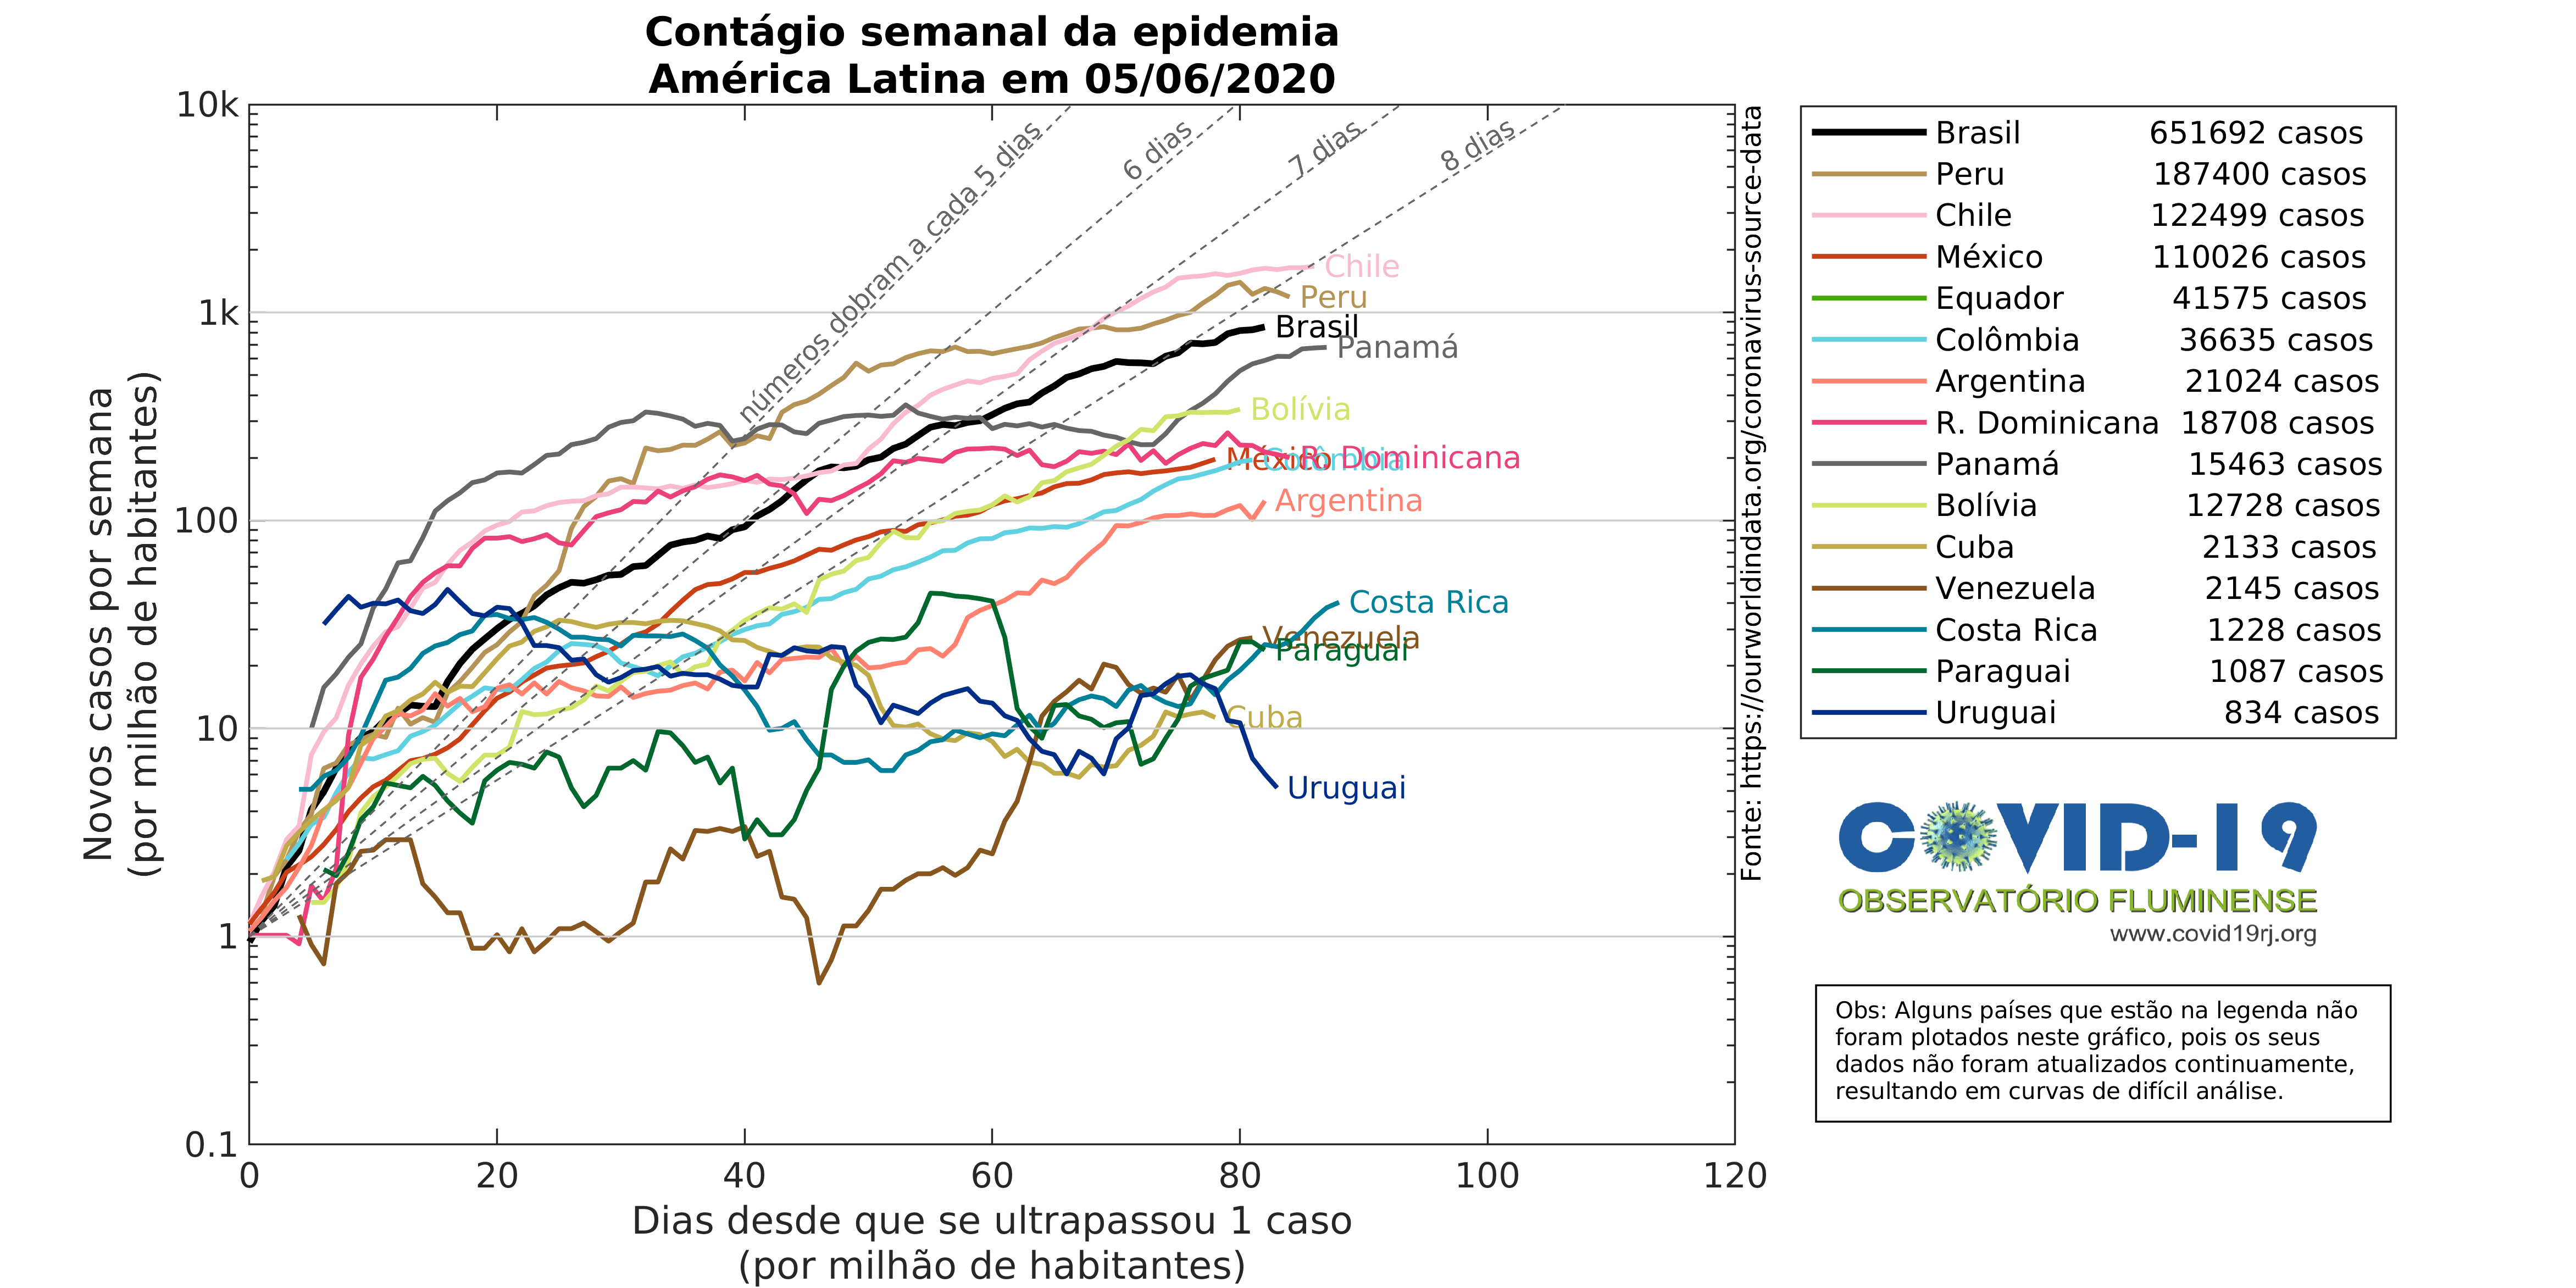 Contágio semanal da epidemia
América Latina em 05/06/2020
Novos casos por semana
(por milhão de habitantes)
10k
1k
100
10
1
0.1
números dobram a cada 5 dias
6 dias
7 dias
8 dias
Chile
Peru
Brasil
Panamá
Bolívia
México
Colômbia
R. Dominicana
Argentina
Costa Rica
Venezuela
Paraguai
Cuba
Uruguai
0 20 40 60 80 100 120
Dias desde que se ultrapassou 1 caso
(por milhão de habitantes)
Fonte: https://ourworldindata.org/coronavirus-source-data
Brasil 651692 casos
Peru 187400 casos
Chile 122499 casos
México 110026 casos
Equador 41575 casos
Colômbia 36635 casos
Argentina 21024 casos
R. Dominicana 18708 casos
Panamá 15463 casos
Bolívia 12728 casos
Cuba 2133 casos
Venezuela 2145 casos
Costa Rica 1228 casos
Paraguai 1087 casos
Uruguai 834 casos
COVID-19
OBSERVATÓRIO FLUMINENSE
www.covid19rj.org
Obs: Alguns países que estão na legenda não
foram plotados neste gráfico, pois os seus
dados não foram atualizados continuamente,
resultando em curvas de difícil análise.